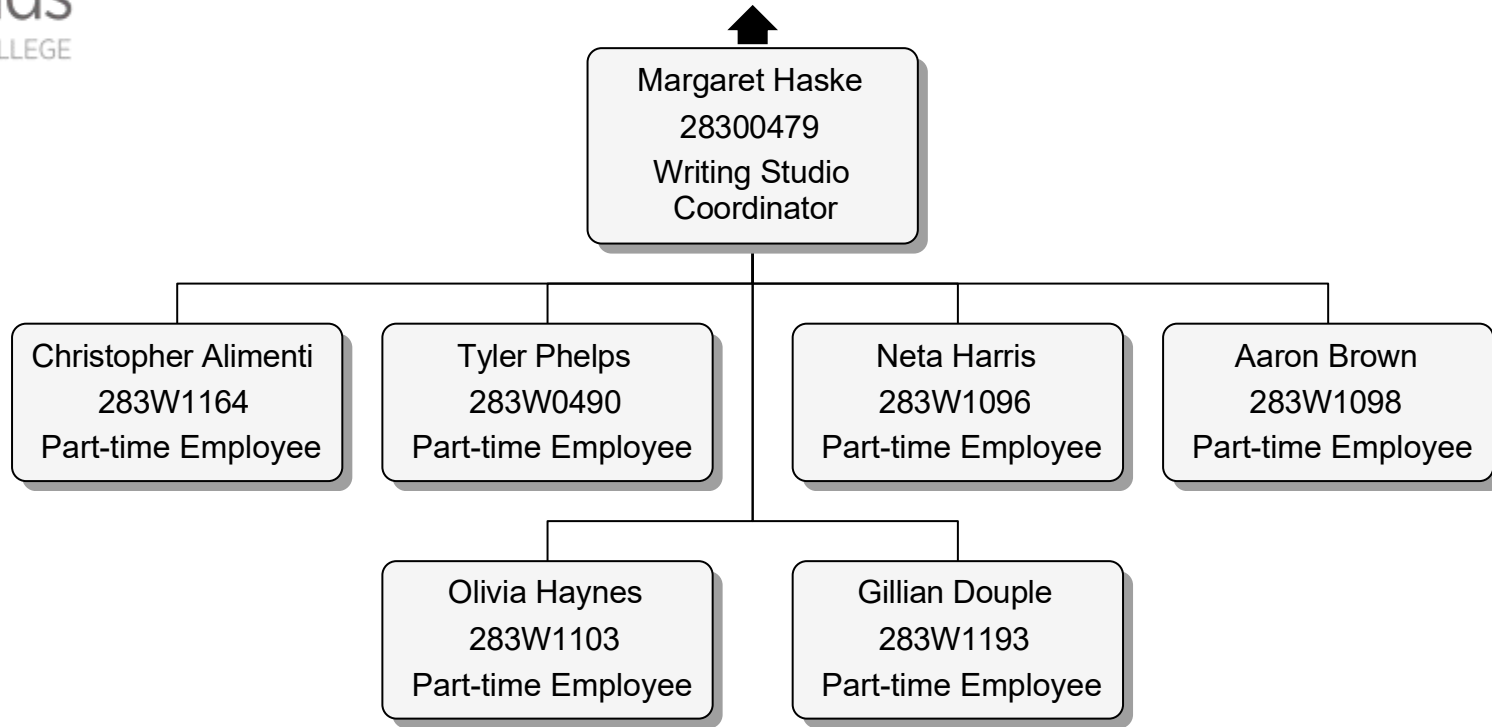 LLEGE
Margaret Haske
28300479
Writing Studio
Coordinator
Christopher Alimenti
283W1164
Part-time Employee
Tyler Phelps
283W0490
Part-time Employee
Neta Harris
283W1096
Part-time Employee
Aaron Brown
283W1098
Part-time Employee
Olivia Haynes
283W1103
Part-time Employee
Gillian Douple
283W1193
Part-time Employee